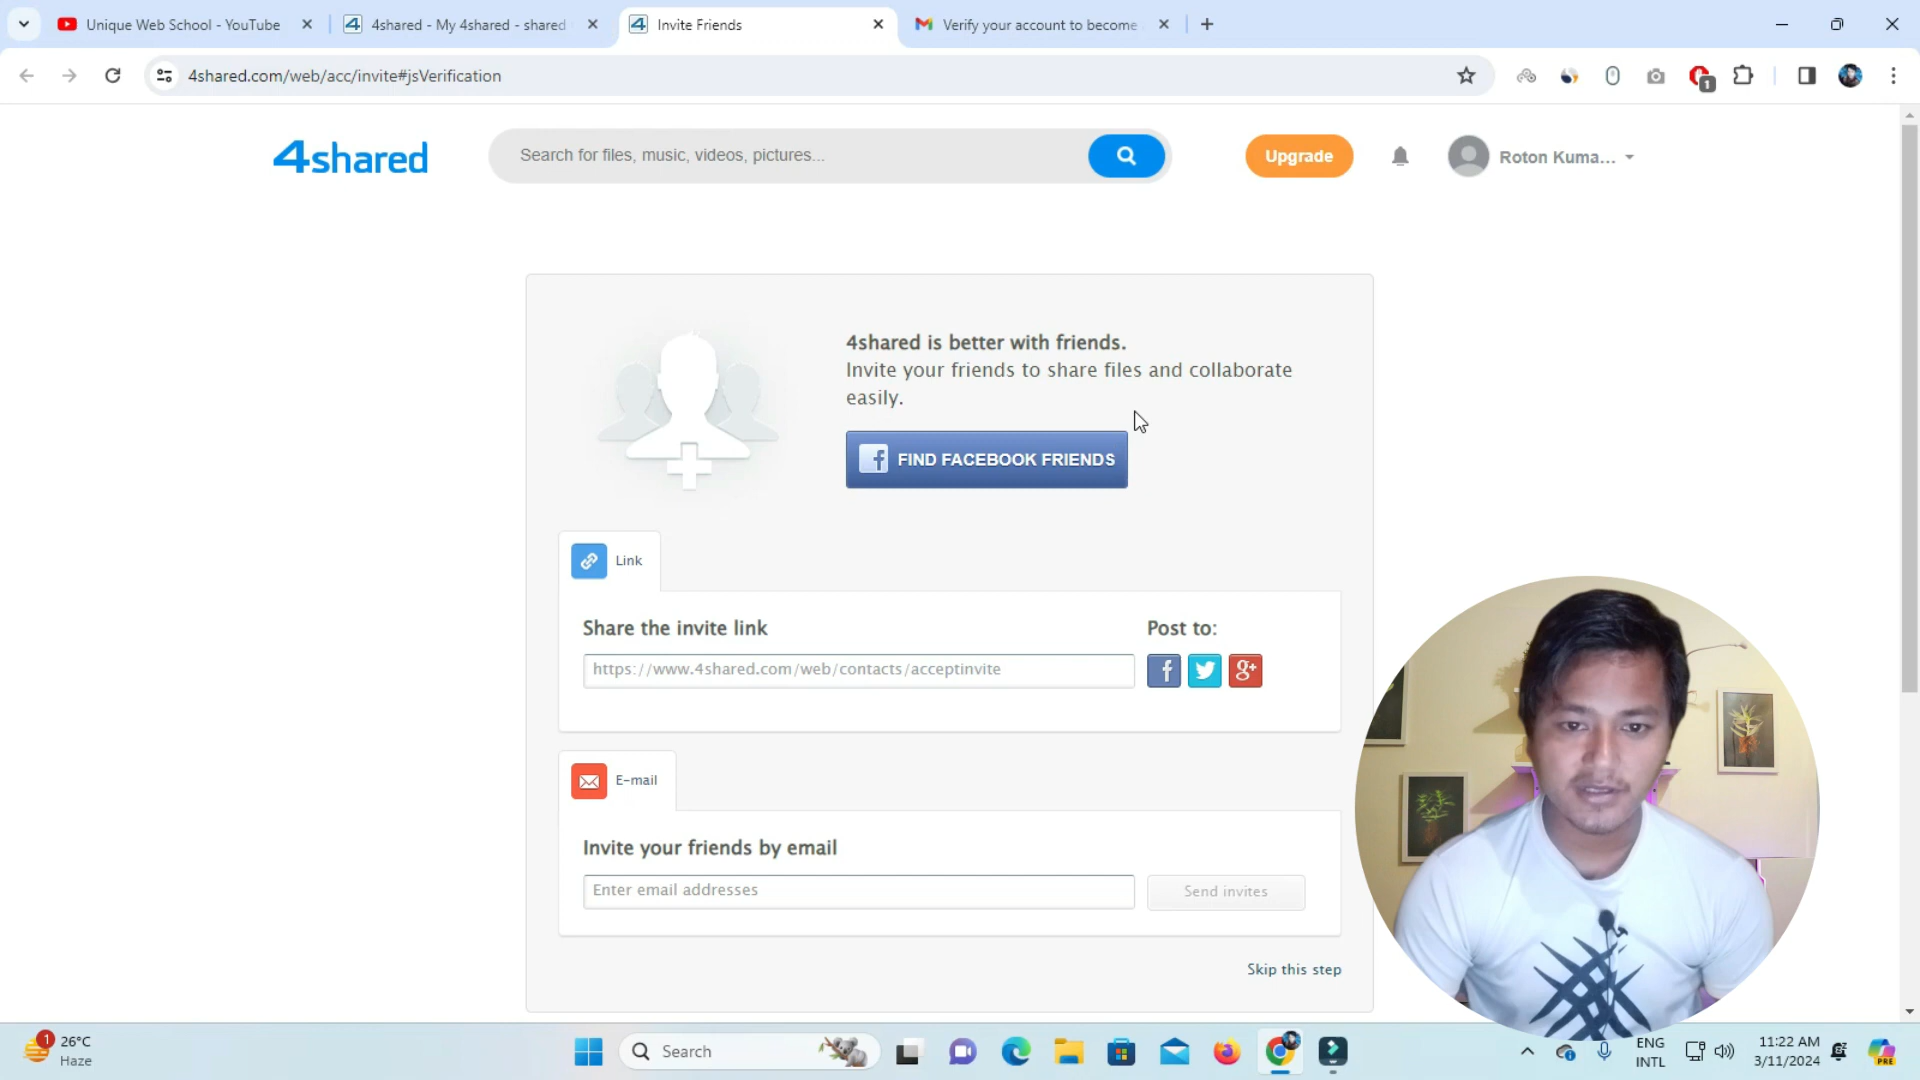 Unique Web School - YouTube
4shared - My 4shared - shared
Invite Friends
Verify your account to become
4shared.com/web/acc/invite#jsVerification
1
4shared
Search for files, music, videos, pictures...
Upgrade
Roton Kuma...
4shared is better with friends.
Invite your friends to share files and collaborate
easily.
FIND FACEBOOK FRIENDS
Link
Share the invite link
Post to:
https://www.4shared.com/web/contacts/acceptinvite
E-mail
Invite your friends by email
Enter email addresses
Send invites
Skip this step
1
26°C
Haze
Search
ENG
INTL
11:22 AM
3/11/2024
PRE